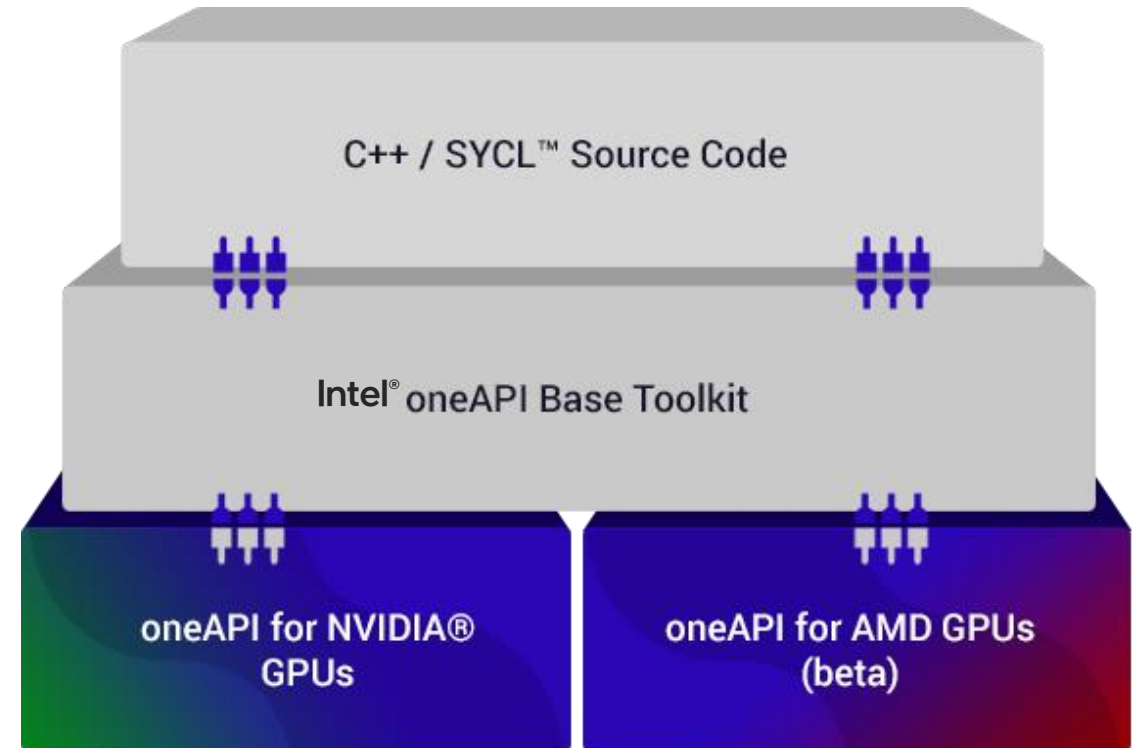 C++ / SYCL™ Source Code
Intel® oneAPI Base Toolkit
oneAPI for NVIDIA®
GPUs
oneAPI for AMD GPUs
(beta)